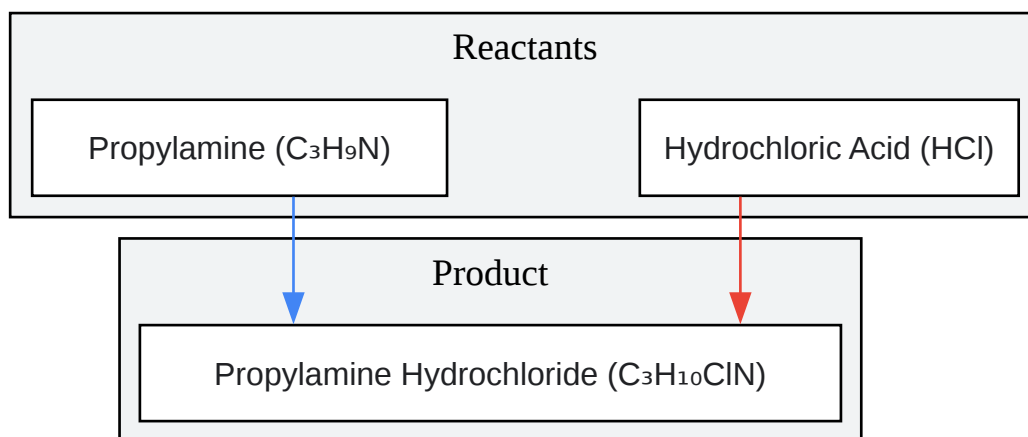 Reactants
Propylamine (C₃H₉N)
Hydrochloric Acid (HCl)
Product
Propylamine Hydrochloride (C₃H₁₀ClN)